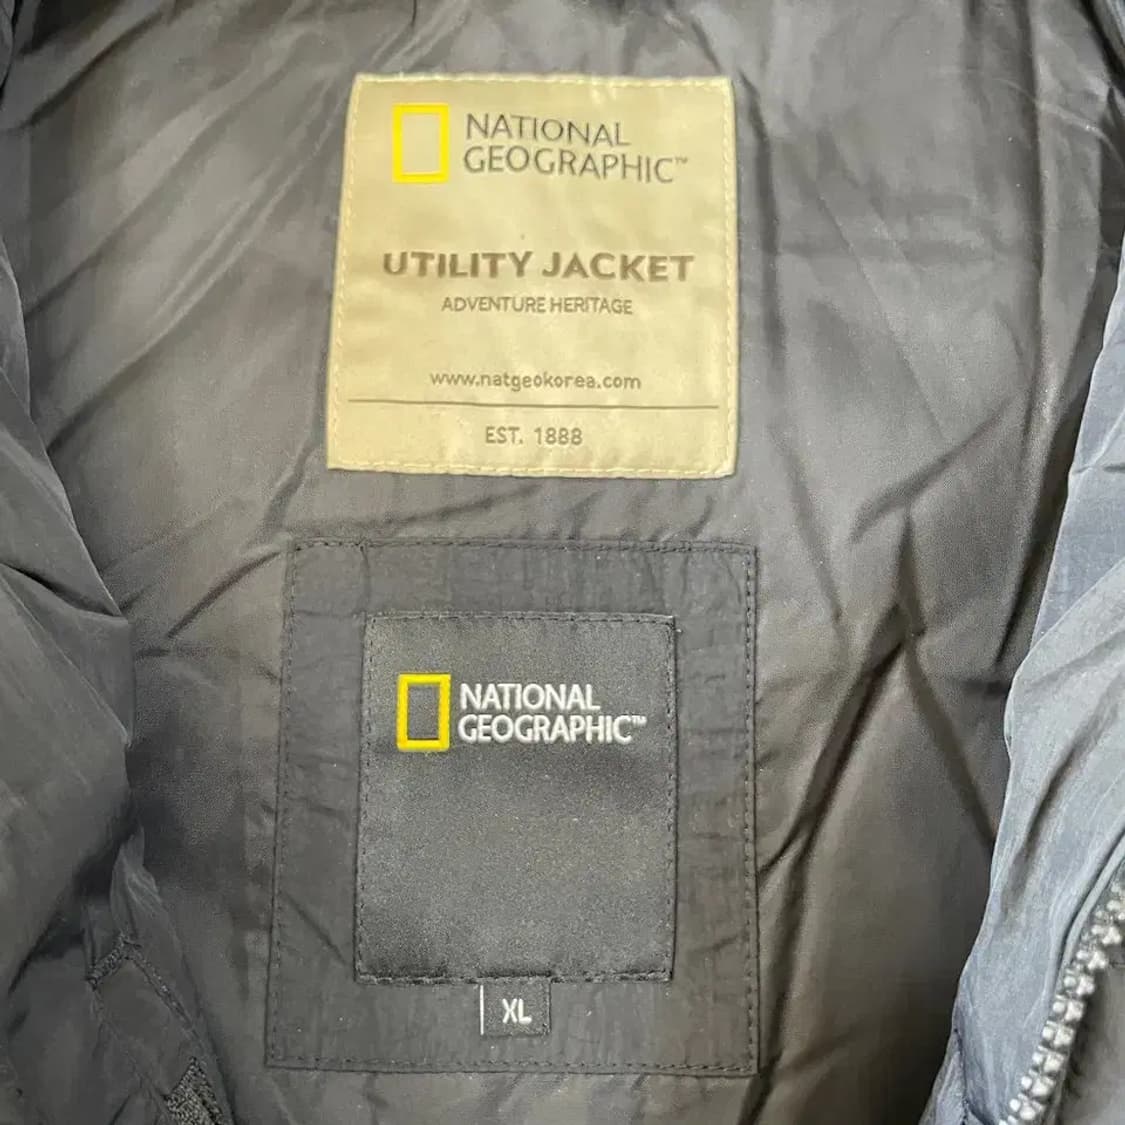 NATIONAL
GEOGRAPHIC™
UTILITY JACKET
ADVENTURE HERITAGE
www.natgeokorea.com
EST. 1888
NATIONAL
GEOGRAPHIC™
XL